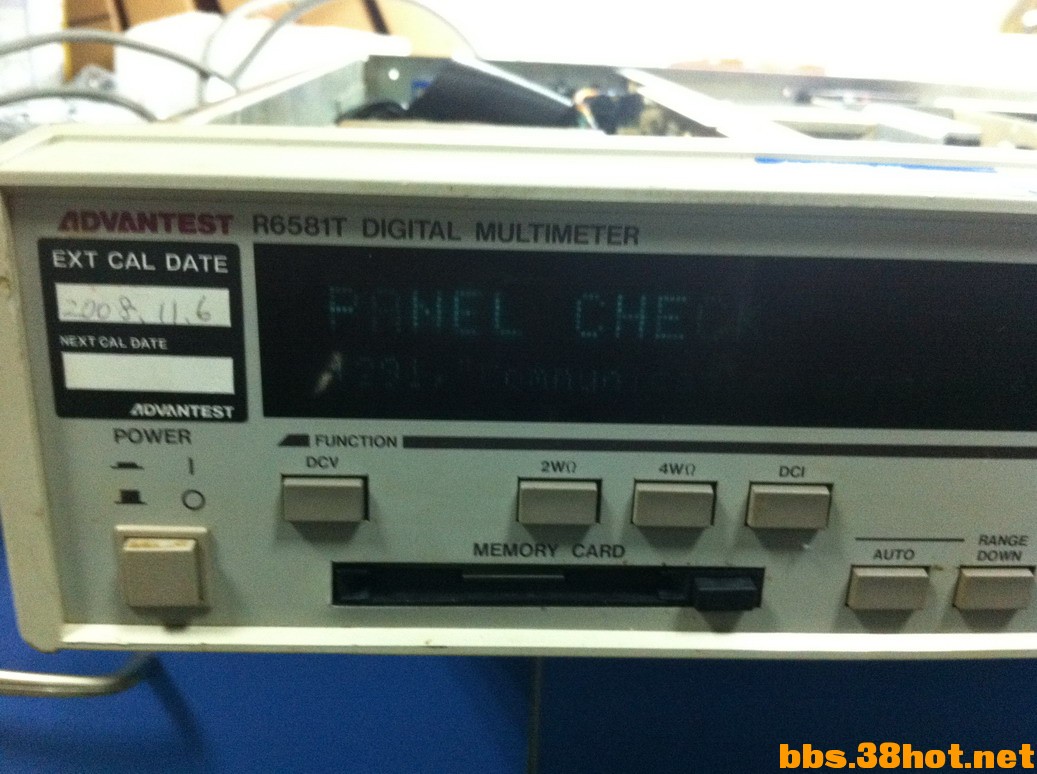 ADVANTEST R6581T DIGITAL MULTIMETER
EXT CAL DATE
2008.11.6
NEXT CAL DATE
ADVANTEST
PANEL CHECK
POWER
FUNCTION
DCV
2WΩ
4WΩ
DCI
MEMORY CARD
AUTO
RANGE
DOWN
bbs.38hot.net